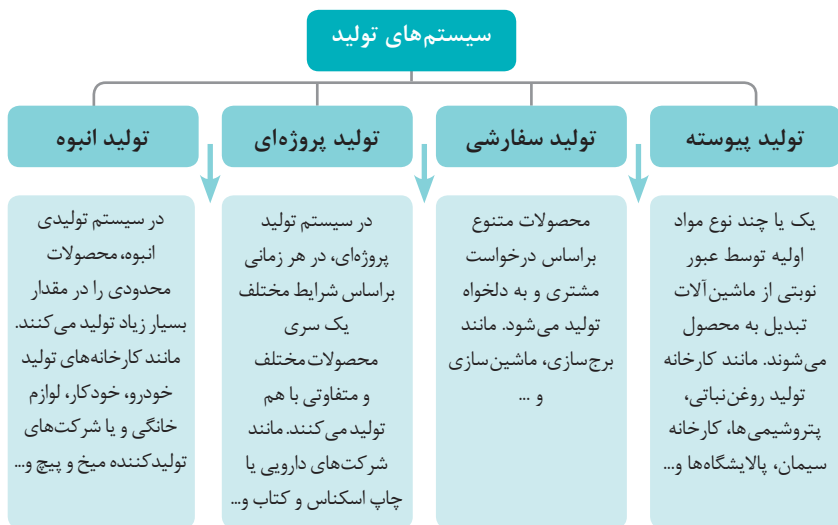 سیستم‌های تولید
تولید پیوسته
یک یا چند نوع مواد
اولیه توسط عبور
نوبتی از ماشین‌آلات
تبدیل به محصول
می‌شوند. مانند کارخانه
تولید روغن‌نباتی،
پتروشیمی‌ها، کارخانه
سیمان، پالایشگاه‌ها و...
تولید سفارشی
محصولات متنوع
براساس درخواست
مشتری و به دلخواه
تولید می‌شود. مانند
برج‌سازی، ماشین‌سازی
و ...
تولید پروژه‌ای
در سیستم تولید
پروژه‌ای، در هر زمانی
براساس شرایط مختلف
یک سری
محصولات مختلف
و متفاوتی با هم
تولید می‌کنند. مانند
شرکت‌های دارویی یا
چاپ اسکناس و کتاب و...
تولید انبوه
در سیستم تولیدی
انبوه، محصولات
محدودی را در مقدار
بسیار زیاد تولید می‌کنند.
مانند کارخانه‌های تولید
خودرو، خودکار، لوازم
خانگی و یا شرکت‌های
تولیدکننده میخ و پیچ و...